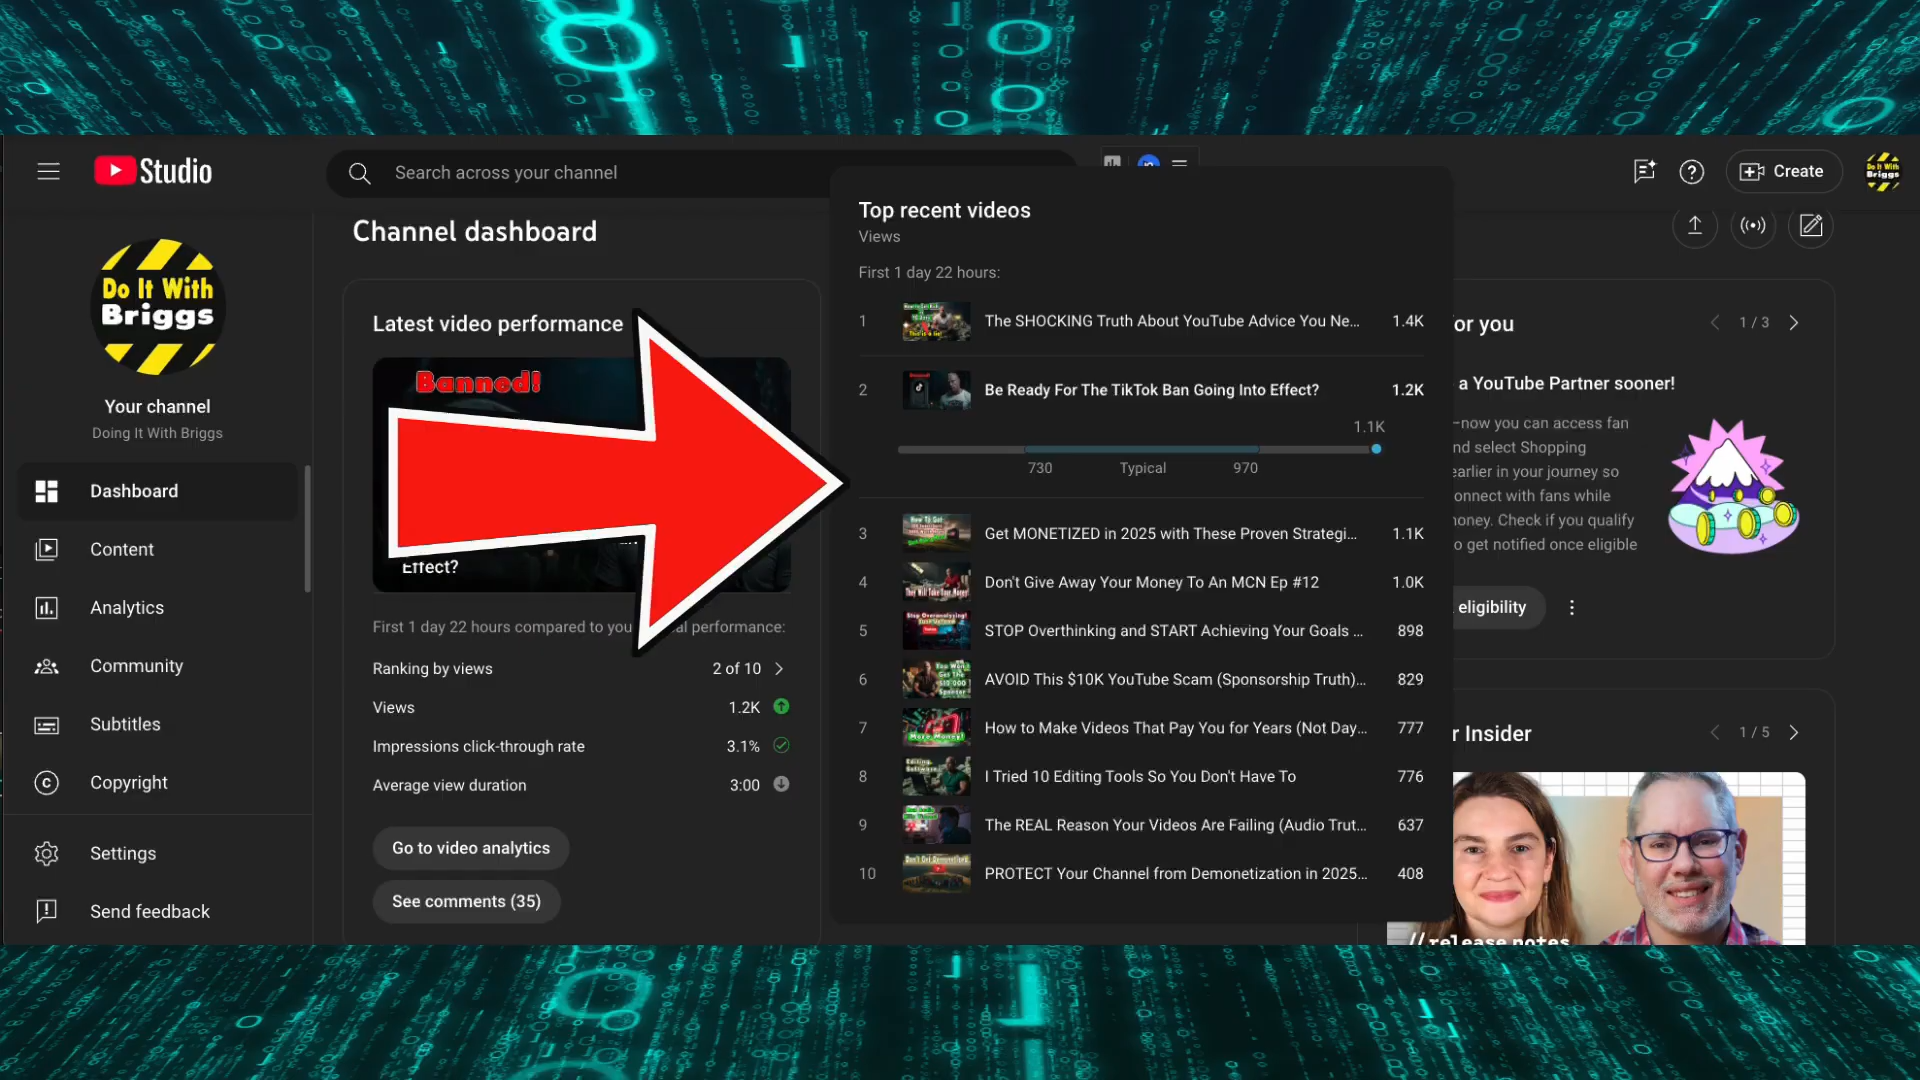 Studio
Search across your channel
Create
Do It With
Briggs
Do It With
Briggs
Your channel
Doing It With Briggs
Dashboard
Content
Analytics
Community
Subtitles
Copyright
Settings
Send feedback
Channel dashboard
Latest video performance
Banned!
Effect?
First 1 day 22 hours compared to you
al performance:
Ranking by views 2 of 10
Views 1.2K
Impressions click-through rate 3.1%
Average view duration 3:00
Go to video analytics
See comments (35)
Top recent videos
Views
First 1 day 22 hours:
1 The SHOCKING Truth About YouTube Advice You Ne... 1.4K
2 Be Ready For The TikTok Ban Going Into Effect? 1.2K
1.1K
730 Typical 970
3 Get MONETIZED in 2025 with These Proven Strategi... 1.1K
4 Don't Give Away Your Money To An MCN Ep #12 1.0K
5 STOP Overthinking and START Achieving Your Goals ... 898
6 AVOID This $10K YouTube Scam (Sponsorship Truth)... 829
7 How to Make Videos That Pay You for Years (Not Day... 777
8 I Tried 10 Editing Tools So You Don't Have To 776
9 The REAL Reason Your Videos Are Failing (Audio Trut... 637
10 PROTECT Your Channel from Demonetization in 2025... 408
or you
1 / 3
a YouTube Partner sooner!
—now you can access fan
nd select Shopping
earlier in your journey so
onnect with fans while
money. Check if you qualify
to get notified once eligible
eligibility
r Insider
1 / 5
//release notes